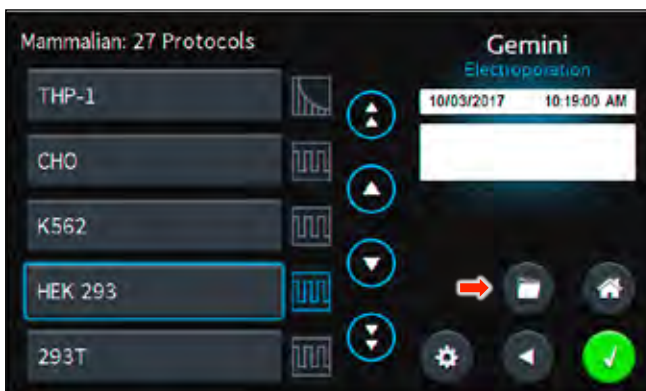 Mammalian: 27 Protocols
THP-1
CHO
K562
HEK 293
293T
Gemini
Electroporation
10/03/2017 10:19:00 AM